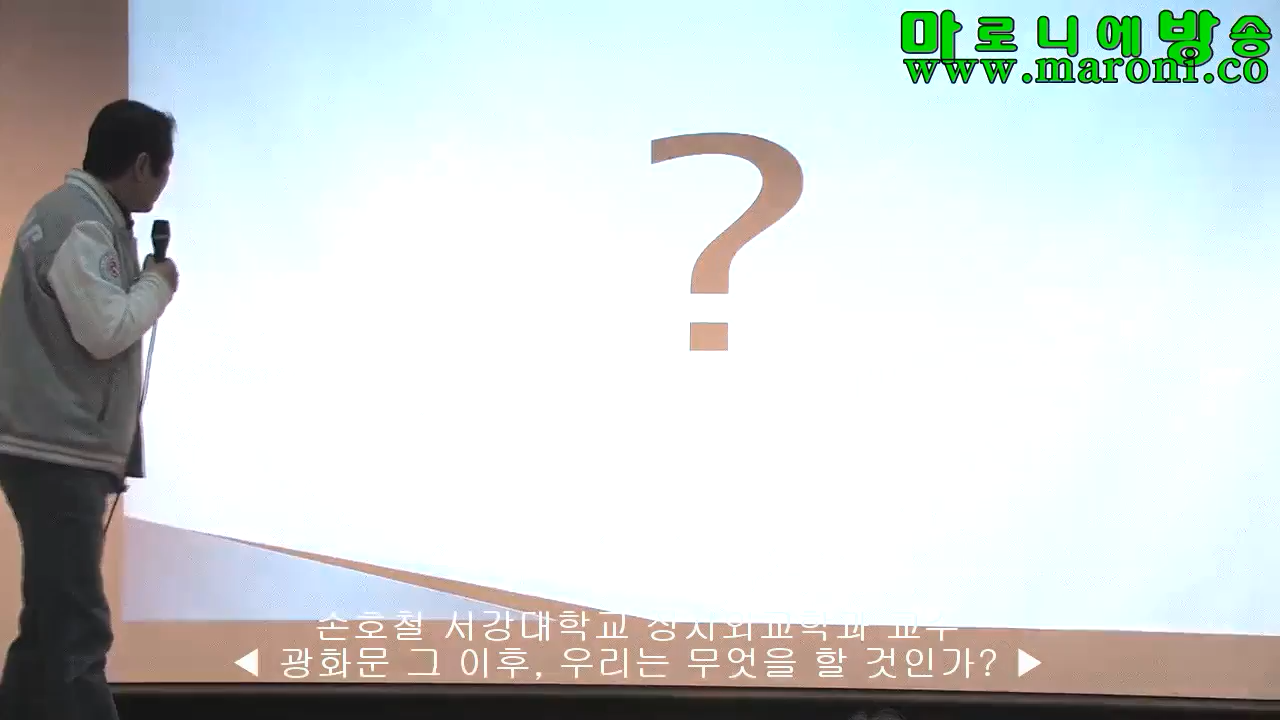 마로니에방송
www.maroni.co
?
손호철 서강대학교 정치외교학과 교수
◀ 광화문 그 이후, 우리는 무엇을 할 것인가? ▶